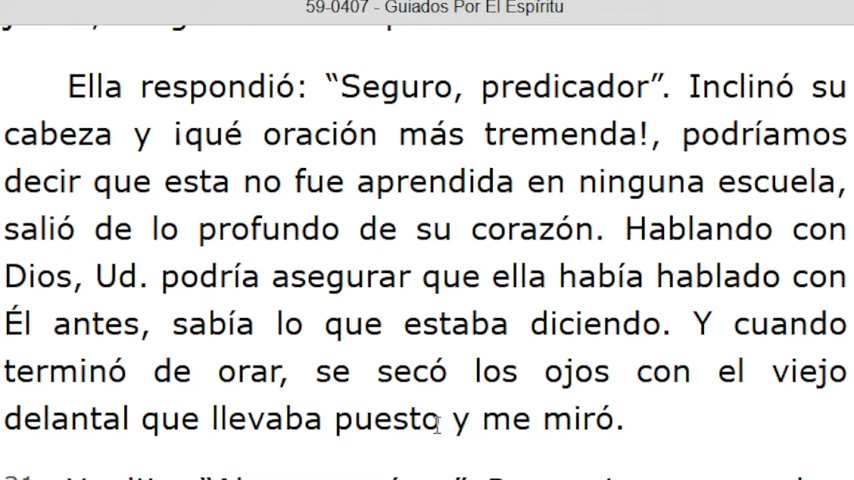 59-0407 - Guiados Por El Espíritu
Ella respondió: “Seguro, predicador”. Inclinó su
cabeza y ¡qué oración más tremenda!, podríamos
decir que esta no fue aprendida en ninguna escuela,
salió de lo profundo de su corazón. Hablando con
Dios, Ud. podría asegurar que ella había hablado con
Él antes, sabía lo que estaba diciendo. Y cuando
terminó de orar, se secó los ojos con el viejo
delantal que llevaba puesto y me miró.